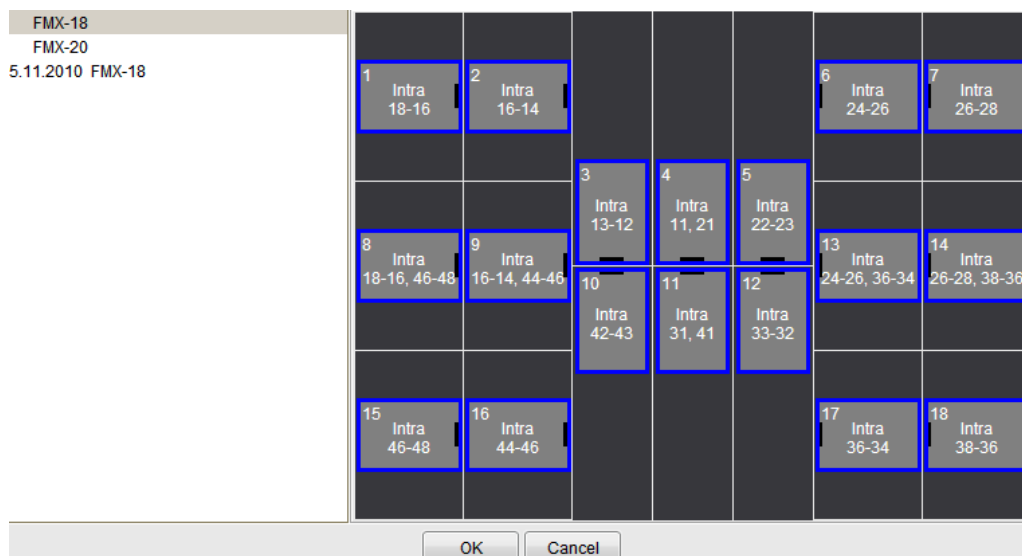 FMX-18
FMX-20
5.11.2010 FMX-18
1
Intra
18-16
2
Intra
16-14
3
Intra
13-12
4
Intra
11, 21
5
Intra
22-23
6
Intra
24-26
7
Intra
26-28
8
Intra
18-16, 46-48
9
Intra
16-14, 44-46
10
Intra
42-43
11
Intra
31, 41
12
Intra
33-32
13
Intra
24-26, 36-34
14
Intra
26-28, 38-36
15
Intra
46-48
16
Intra
44-46
17
Intra
36-34
18
Intra
38-36
OK
Cancel